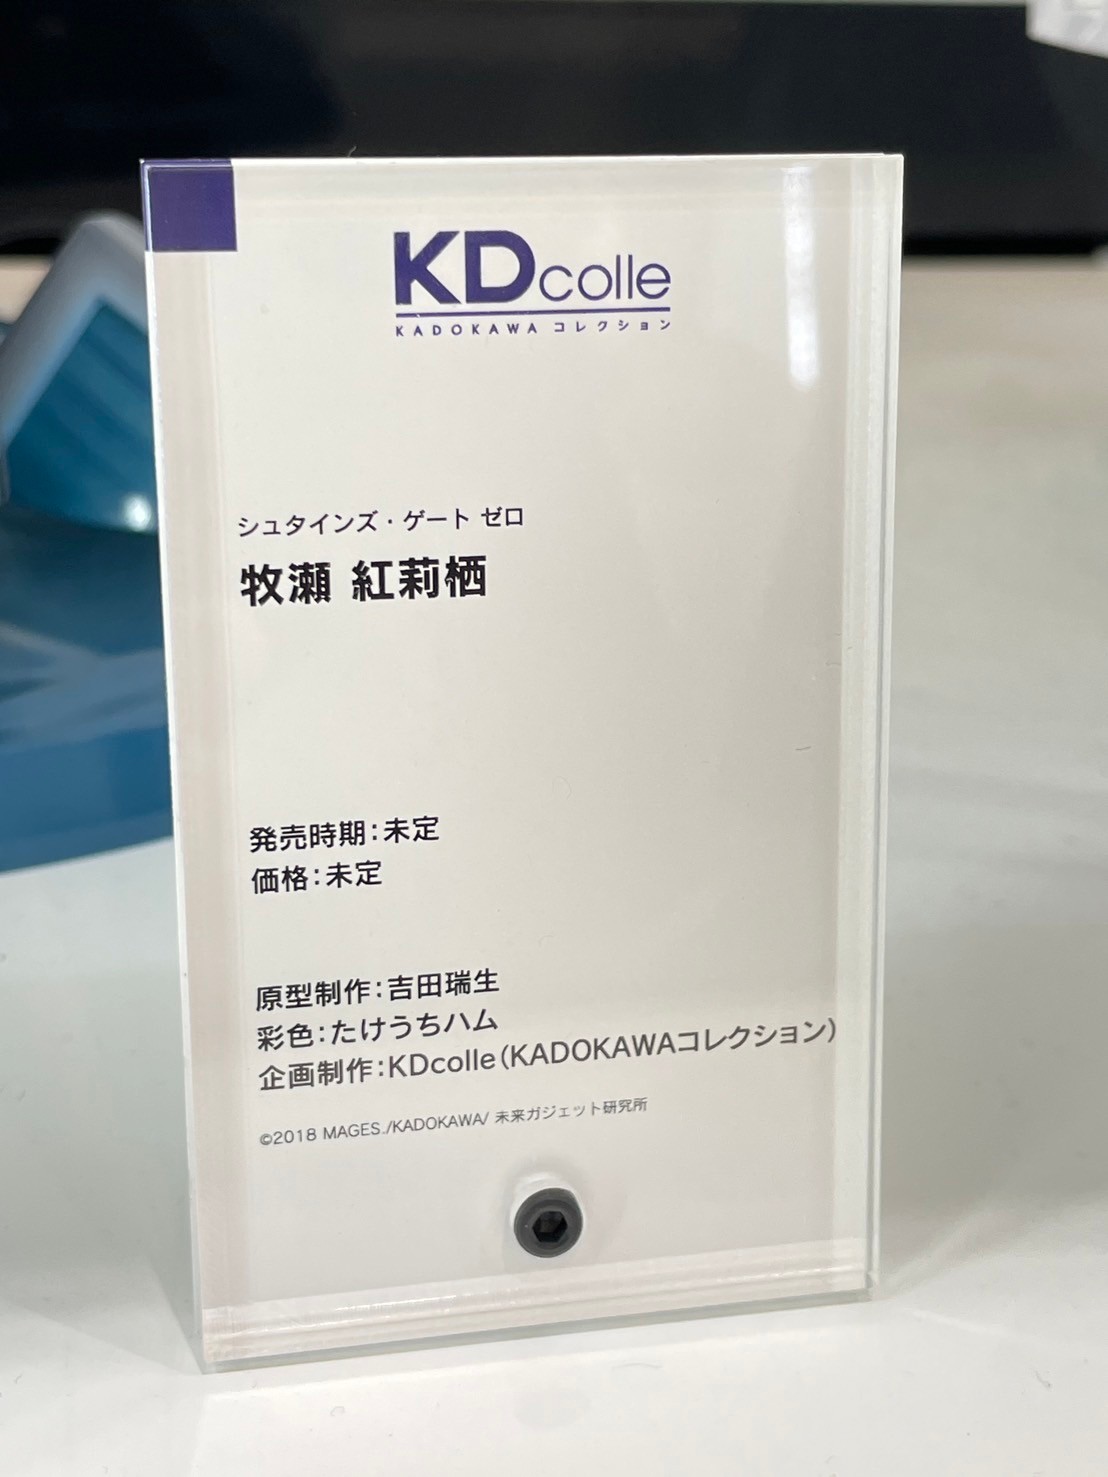 KDcolle
KADOKAWA コレクション
シュタインズ・ゲート ゼロ
牧瀬 紅莉栖
発売時期：未定
価格：未定
原型制作：吉田瑞生
彩色：たけうちハム
企画制作：KDcolle（KADOKAWAコレクション）
©2018 MAGES./KADOKAWA/ 未来ガジェット研究所